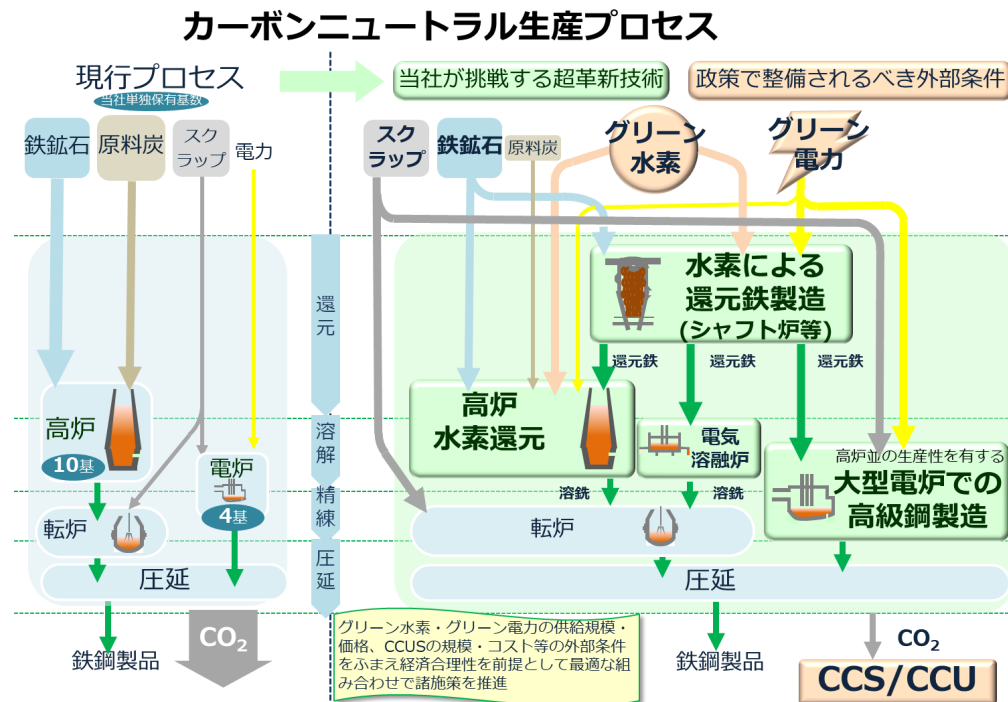 カーボンニュートラル生産プロセス
現行プロセス
当社単独保有基数
当社が挑戦する超革新技術
政策で整備されるべき外部条件
鉄鉱石
原料炭
スク
ラップ
電力
スク
ラップ
鉄鉱石
原料炭
グリーン
水素
グリーン
電力
還元
溶解
精練
圧延
高炉
10基
電炉
4基
転炉
圧延
鉄鋼製品
CO₂
水素による
還元鉄製造
(シャフト炉等)
還元鉄
還元鉄
還元鉄
高炉
水素還元
電気
溶融炉
高炉並の生産性を有する
大型電炉での
高級鋼製造
溶銑
溶銑
転炉
圧延
グリーン水素・グリーン電力の供給規模・
価格、CCUSの規模・コスト等の外部条件
をふまえ経済合理性を前提として最適な組
み合わせで諸施策を推進
鉄鋼製品
CO₂
CCS/CCU